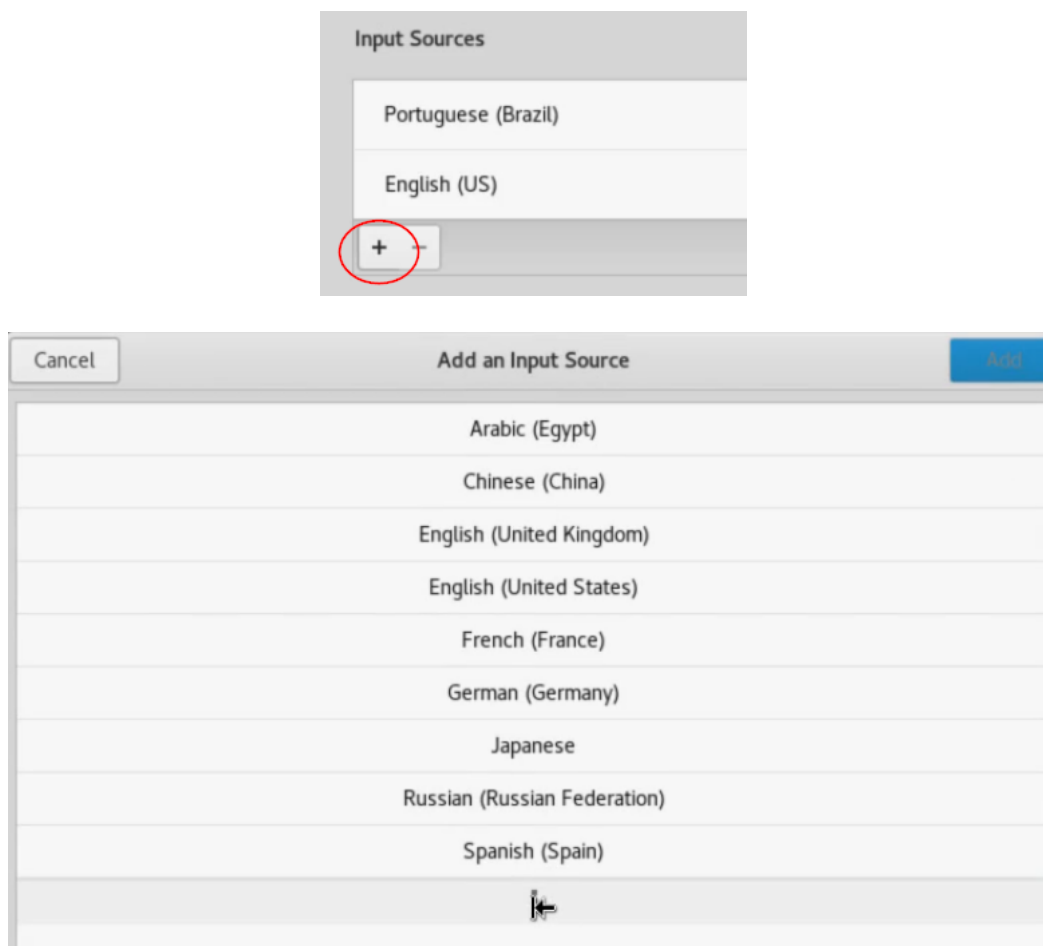 Input Sources
Portuguese (Brazil)
English (US)
+ −
Cancel Add an Input Source Add
Arabic (Egypt)
Chinese (China)
English (United Kingdom)
English (United States)
French (France)
German (Germany)
Japanese
Russian (Russian Federation)
Spanish (Spain)